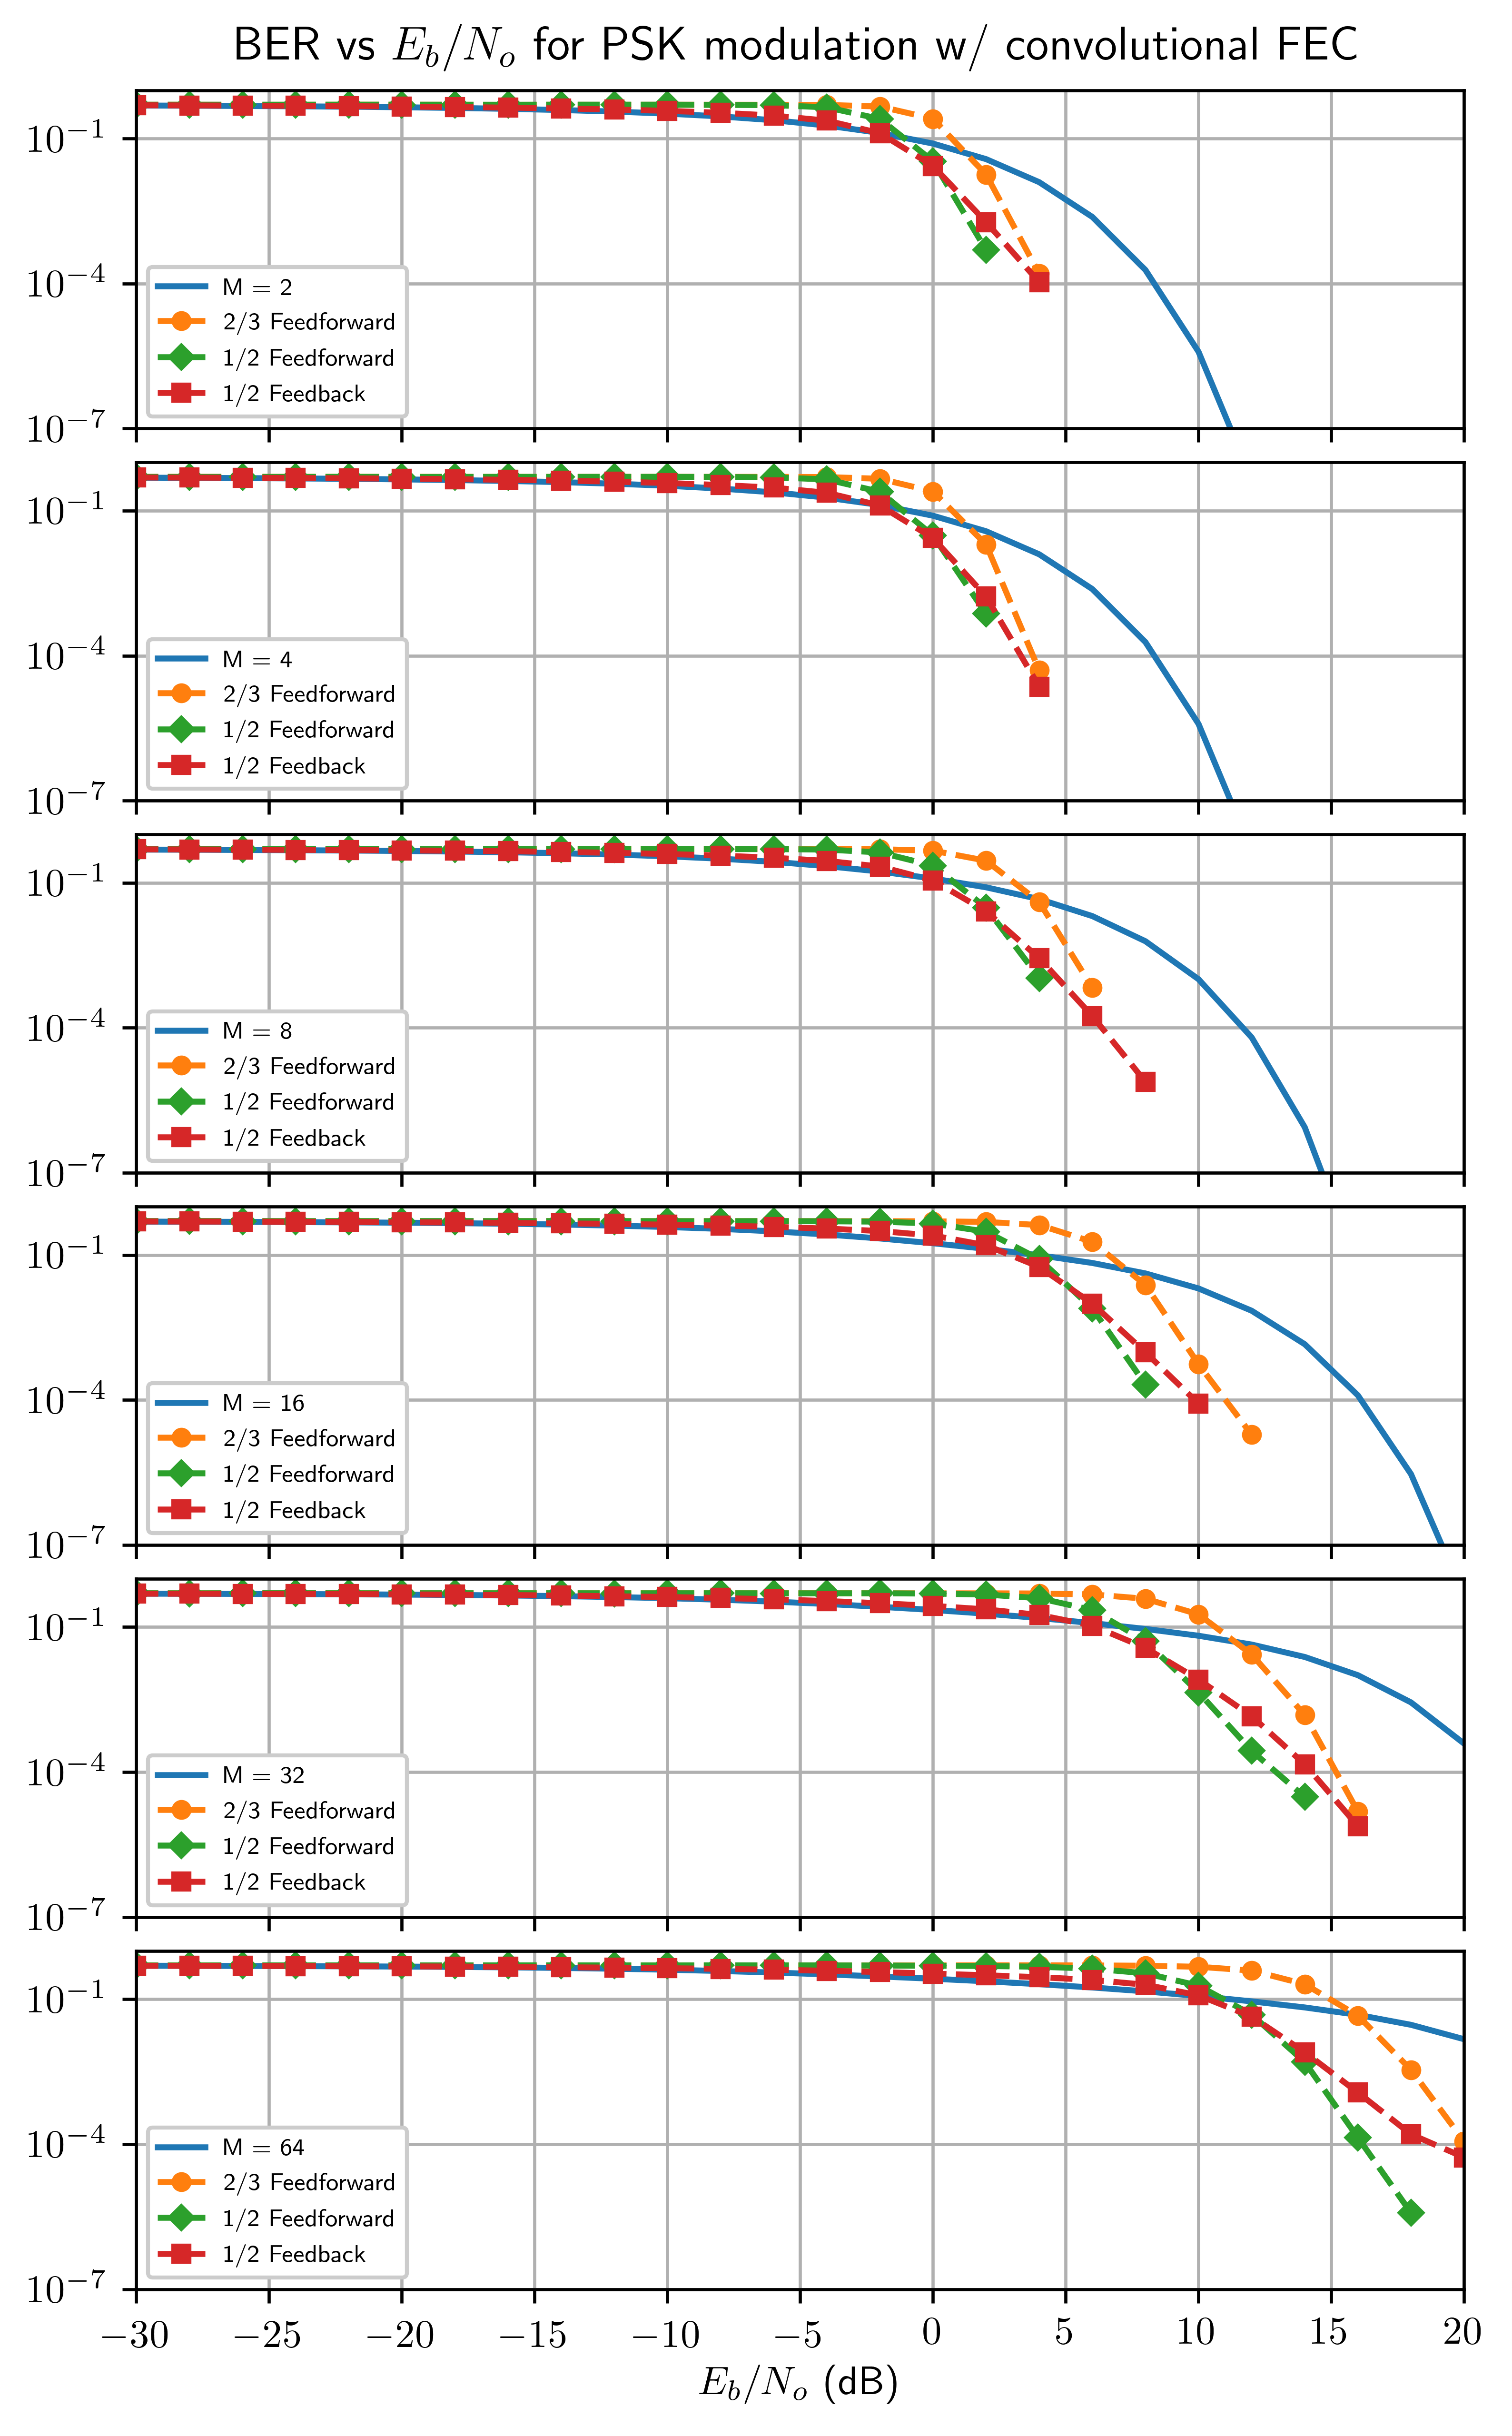 BER vs E_b/N_o for PSK modulation w/ convolutional FEC
10^−1
10^−4
M = 2
2/3 Feedforward
1/2 Feedforward
1/2 Feedback
10^−7
10^−1
10^−4
M = 4
2/3 Feedforward
1/2 Feedforward
1/2 Feedback
10^−7
10^−1
10^−4
M = 8
2/3 Feedforward
1/2 Feedforward
1/2 Feedback
10^−7
10^−1
10^−4
M = 16
2/3 Feedforward
1/2 Feedforward
1/2 Feedback
10^−7
10^−1
10^−4
M = 32
2/3 Feedforward
1/2 Feedforward
1/2 Feedback
10^−7
10^−1
10^−4
M = 64
2/3 Feedforward
1/2 Feedforward
1/2 Feedback
10^−7
−30 −25 −20 −15 −10 −5 0 5 10 15 20
E_b/N_o (dB)